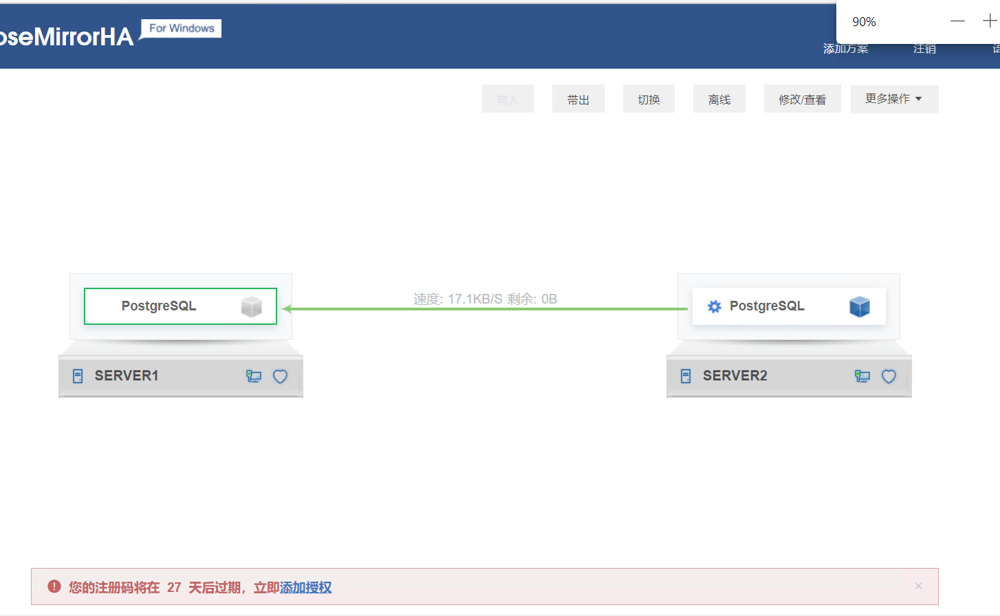 90%
oseMirrorHA
For Windows
添加方案 注销 语
带入 带出 切换 离线 修改/查看 更多操作
速度: 17.1KB/S 剩余: 0B
PostgreSQL
PostgreSQL
SERVER1
SERVER2
您的注册码将在 27 天后过期，立即添加授权